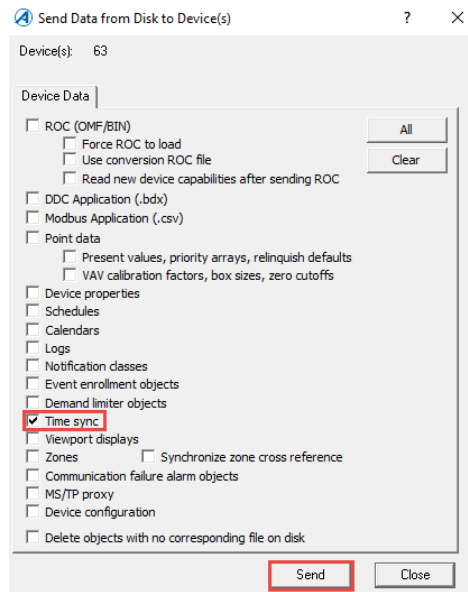 Send Data from Disk to Device(s) ? ×
Device(s): 63
Device Data
ROC (OMF/BIN)
All
Force ROC to load
Use conversion ROC file
Clear
Read new device capabilities after sending ROC
DDC Application (.bdx)
Modbus Application (.csv)
Point data
Present values, priority arrays, relinquish defaults
VAV calibration factors, box sizes, zero cutoffs
Device properties
Schedules
Calendars
Logs
Notification classes
Event enrollment objects
Demand limiter objects
Time sync
Viewport displays
Zones Synchronize zone cross reference
Communication failure alarm objects
MS/TP proxy
Device configuration
Delete objects with no corresponding file on disk
Send Close